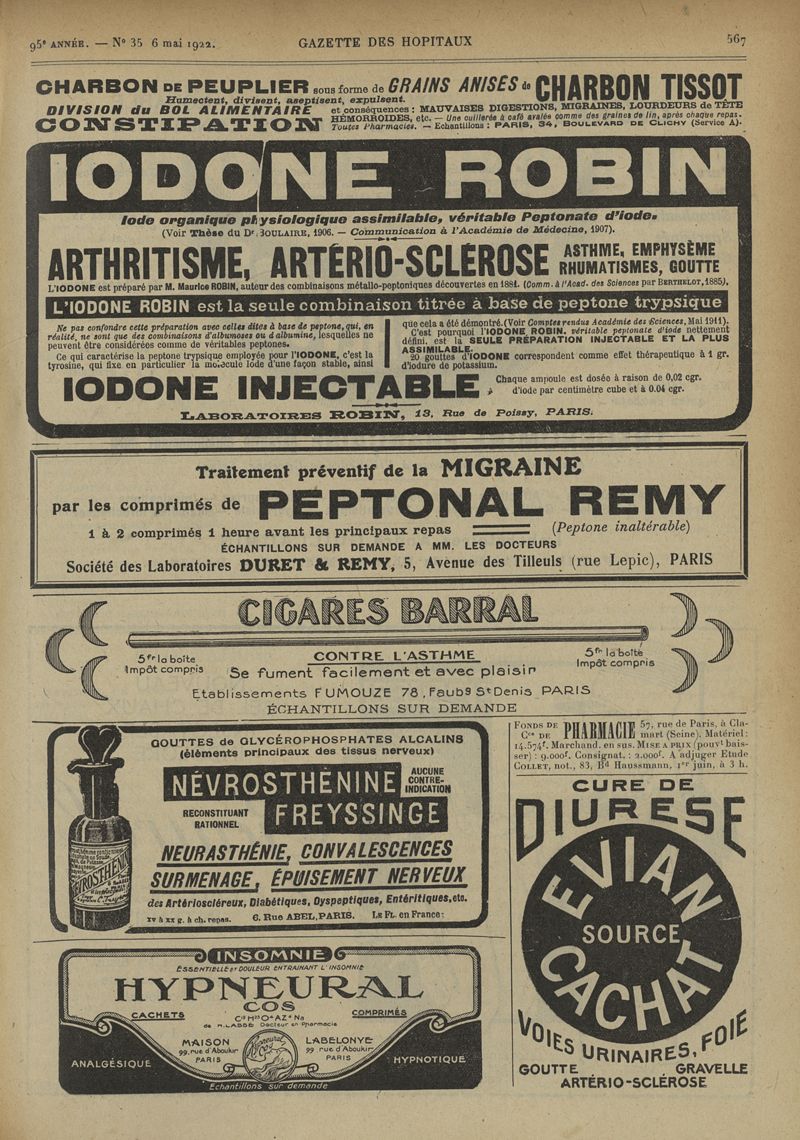 95e ANNÉE. — No 35 6 mai 1922.
GAZETTE DES HOPITAUX
567
CHARBON DE PEUPLIER sous forme de GRAINS ANISÉS de CHARBON TISSOT
Humectent, divisent, aseptisent, expulsent.
DIVISION du BOL ALIMENTAIRE et conséquences : MAUVAISES DIGESTIONS, MIGRAINES, LOURDEURS de TÊTE
CONSTIPATION HÉMORROÏDES, etc. — Une cuillerée à café avalée comme des graines de lin, après chaque repas.
Toutes Pharmacies. — Echantillons : PARIS, 34, BOULEVARD DE CLICHY (Service A).
IODONE ROBIN
Iode organique physiologique assimilable, véritable Peptonate d'iode.
(Voir Thèse du Dr BOULAIRE, 1906. — Communication à l'Académie de Médecine, 1907).
ARTHRITISME, ARTÉRIO-SCLÉROSE ASTHME, EMPHYSÈME
RHUMATISMES, GOUTTE
L'IODONE est préparé par M. Maurice ROBIN, auteur des combinaisons métallo-peptoniques découvertes en 1881. (Comm. à l'Acad. des Sciences par BERTHELOT, 1885).
L'IODONE ROBIN est la seule combinaison titrée à base de peptone trypsique
Ne pas confondre cette préparation avec celles dites à base de peptone, qui, en
réalité, ne sont que des combinaisons d'albumoses ou d'albumine, lesquelles ne
peuvent être considérées comme de véritables peptones.
Ce qui caractérise la peptone trypsique employée pour l'IODONE, c'est la
tyrosine, qui fixe en particulier la molécule Iode d'une façon stable, ainsi
que cela a été démontré. (Voir Comptes rendus Académie des Sciences, Mai 1911).
C'est pourquoi l'IODONE ROBIN, véritable peptonate d'iode nettement
défini, est la SEULE PRÉPARATION INJECTABLE ET LA PLUS
ASSIMILABLE.
20 gouttes d'IODONE correspondent comme effet thérapeutique à 1 gr.
d'iodure de potassium.
IODONE INJECTABLE, Chaque ampoule est dosée à raison de 0,02 cgr.
d'iode par centimètre cube et à 0.04 cgr.
LABORATOIRES ROBIN, 13, Rue de Poissy, PARIS.
Traitement préventif de la MIGRAINE
par les comprimés de PEPTONAL REMY
1 à 2 comprimés 1 heure avant les principaux repas (Peptone inaltérable)
ÉCHANTILLONS SUR DEMANDE A MM. LES DOCTEURS
Société des Laboratoires DURET & REMY, 5, Avenue des Tilleuls (rue Lepic), PARIS
CIGARES BARRAL
5fr la boîte
Impôt compris
CONTRE L'ASTHME
Se fument facilement et avec plaisir
5fr la boîte
Impôt compris
Etablissements FUMOUZE 78, Faubg St Denis PARIS
ÉCHANTILLONS SUR DEMANDE
GOUTTES de GLYCÉROPHOSPHATES ALCALINS
(éléments principaux des tissus nerveux)
NÉVROSTHÉNINE AUCUNE
CONTRE-
INDICATION
RECONSTITUANT
RATIONNEL
FREYSSINGE
NEURASTHÉNIE, CONVALESCENCES
SURMENAGE, ÉPUISEMENT NERVEUX
des Artérioscléreux, Diabétiques, Dyspeptiques, Entéritiques, etc.
XV à XX g. à ch. repas. 6. Rue ABEL, PARIS. Le Fl. en France:
NÉVROSTHÉNINE
FONDS DE
Cce DE PHARMACIE 57, rue de Paris, à Cla-
mart (Seine). Matériel :
14.574f. Marchand. en sus. MISE A PRIX (pouvt bais-
ser) : 9.000f. Consignat. : 2.000f. A adjuger Etude
COLLET, not., 83, Bd Haussmann, 1er juin, à 3 h.
CURE DE
DIURESE
EVIAN
SOURCE
CACHAT
VOIES URINAIRES, FOIE
GOUTTE GRAVELLE
ARTÉRIO-SCLÉROSE
INSOMNIE
ESSENTIELLE et DOULEUR ENTRAINANT L'INSOMNIE
HYPNEURAL
COS
CACHETS
COMPRIMÉS
de H. LABBÉ Docteur en Pharmacie
MAISON
99, rue d'Aboukir
PARIS
LABELONYE
99 rue d'Aboukir
PARIS
ANALGÉSIQUE
HYPNOTIQUE
Echantillons sur demande